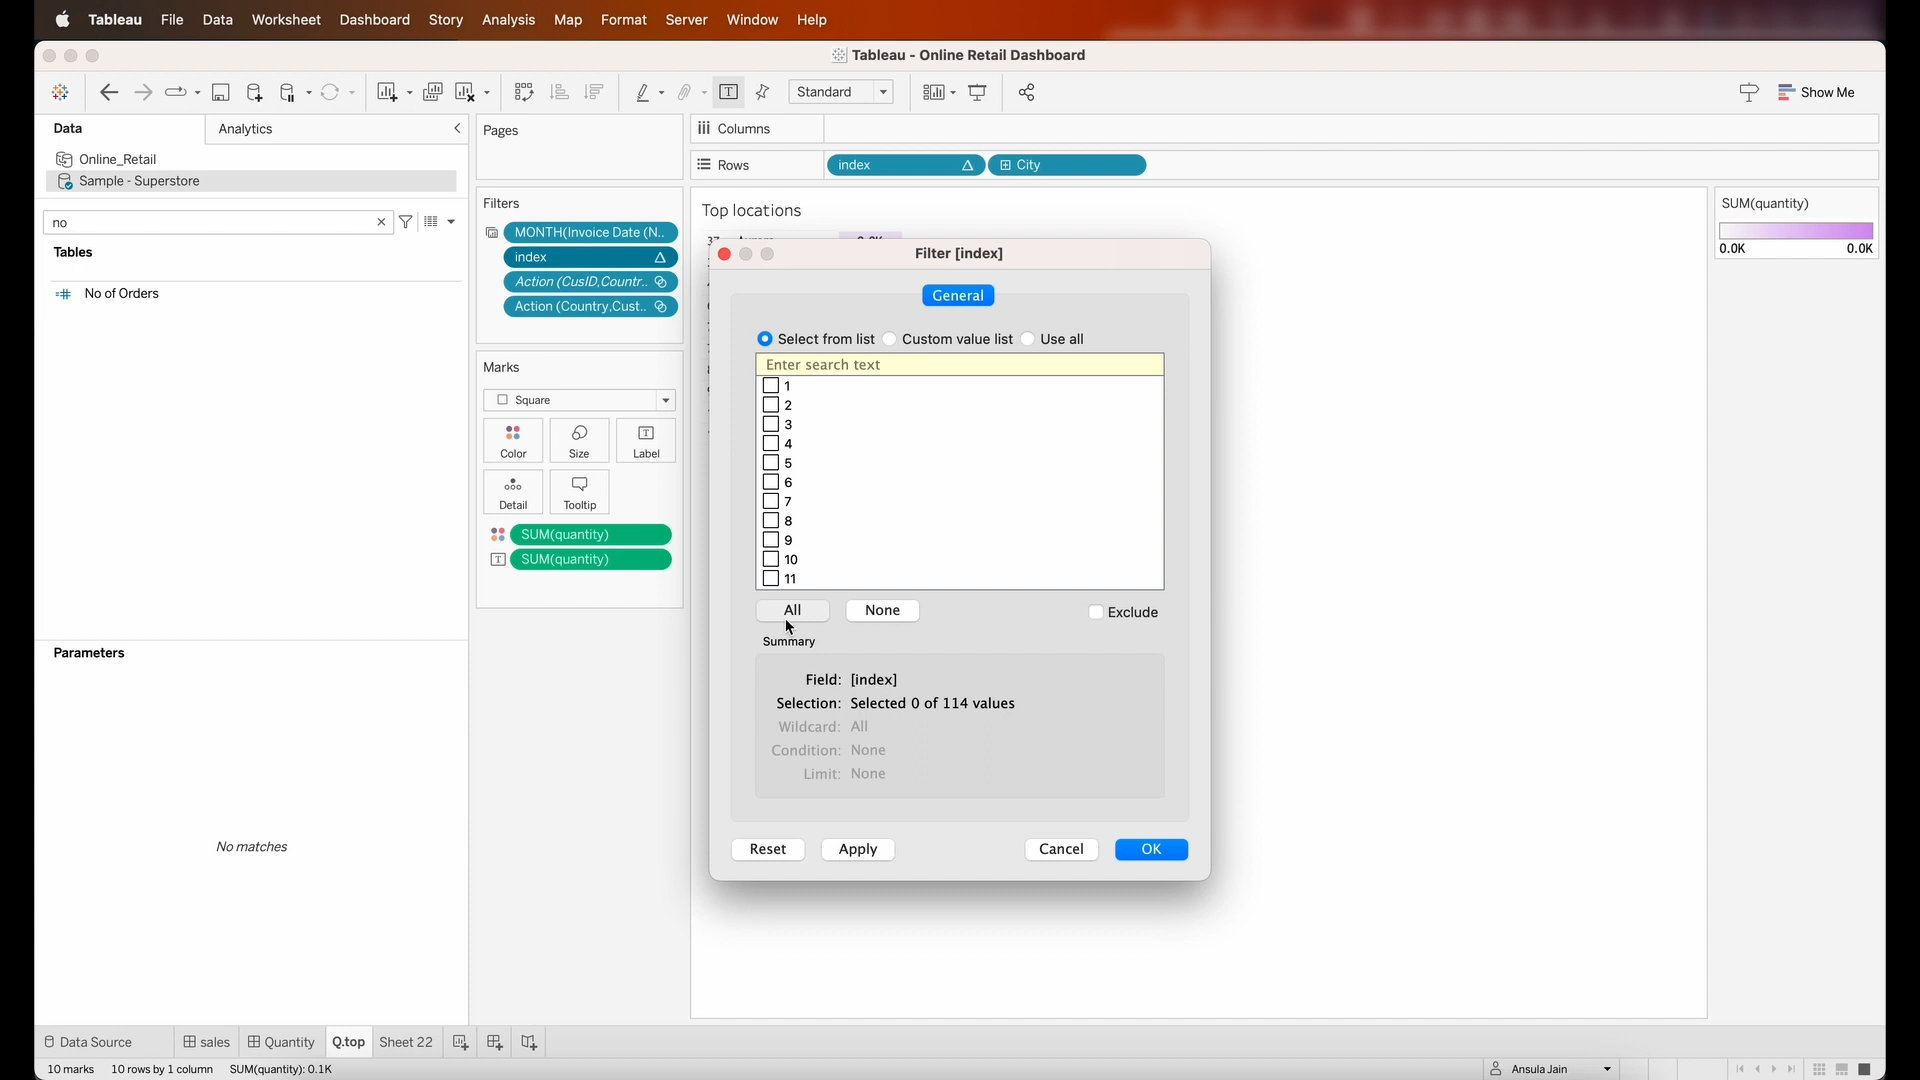 Tableau File Data Worksheet Dashboard Story Analysis Map Format Server Window Help
Tableau - Online Retail Dashboard
Standard
Show Me
Data
Analytics
Online_Retail
Sample - Superstore
no
Tables
No of Orders
Parameters
No matches
Pages
Filters
MONTH(Invoice Date (N..
index
Action (CusID,Countr..
Action (Country,Cust..
Marks
Square
Color
Size
Label
Detail
Tooltip
SUM(quantity)
SUM(quantity)
Columns
Rows
index
City
Top locations
SUM(quantity)
0.0K 0.0K
Filter [index]
General
Select from list
Custom value list
Use all
Enter search text
1
2
3
4
5
6
7
8
9
10
11
All
None
Exclude
Summary
Field: [index]
Selection: Selected 0 of 114 values
Wildcard: All
Condition: None
Limit: None
Reset
Apply
Cancel
OK
Data Source
sales
Quantity
Q.top
Sheet 22
10 marks 10 rows by 1 column SUM(quantity): 0.1K
Ansula Jain